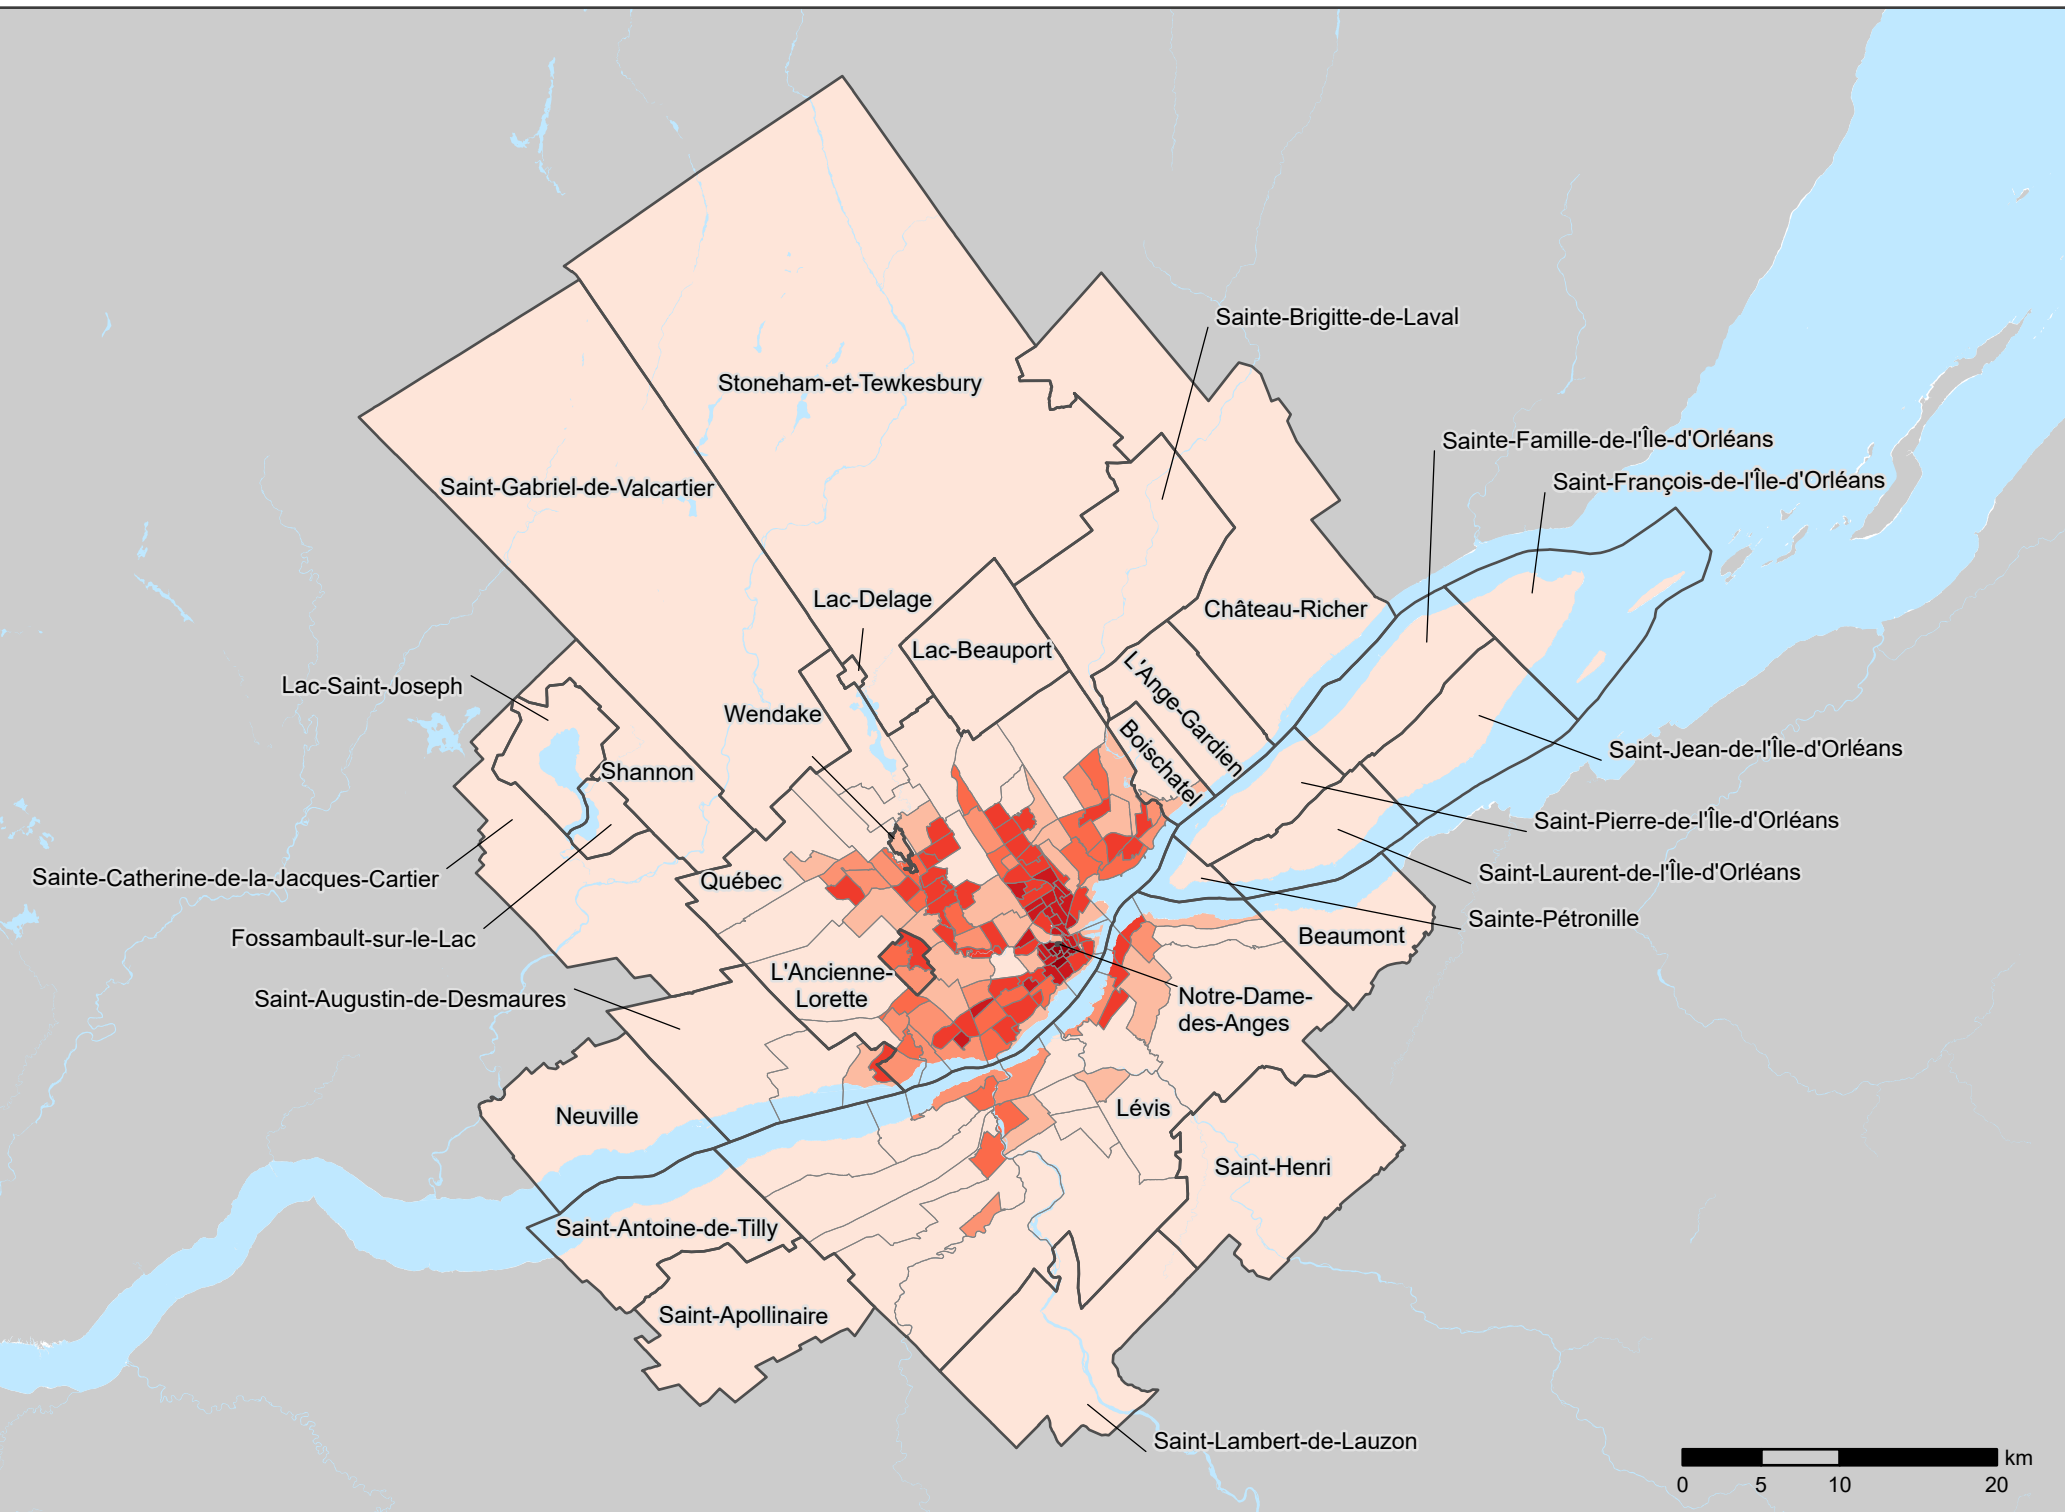 Sainte-Brigitte-de-Laval
Stoneham-et-Tewkesbury
Sainte-Famille-de-l'Île-d'Orléans
Saint-François-de-l'Île-d'Orléans
Saint-Gabriel-de-Valcartier
Lac-Delage
Château-Richer
Lac-Beauport
L'Ange-Gardien
Lac-Saint-Joseph
Wendake
Boischatel
Saint-Jean-de-l'Île-d'Orléans
Shannon
Saint-Pierre-de-l'Île-d'Orléans
Saint-Laurent-de-l'Île-d'Orléans
Sainte-Catherine-de-la-Jacques-Cartier
Québec
Sainte-Pétronille
Fossambault-sur-le-Lac
Beaumont
L'Ancienne-
Lorette
Saint-Augustin-de-Desmaures
Notre-Dame-
des-Anges
Neuville
Lévis
Saint-Henri
Saint-Antoine-de-Tilly
Saint-Apollinaire
Saint-Lambert-de-Lauzon
km
0 5 10 20